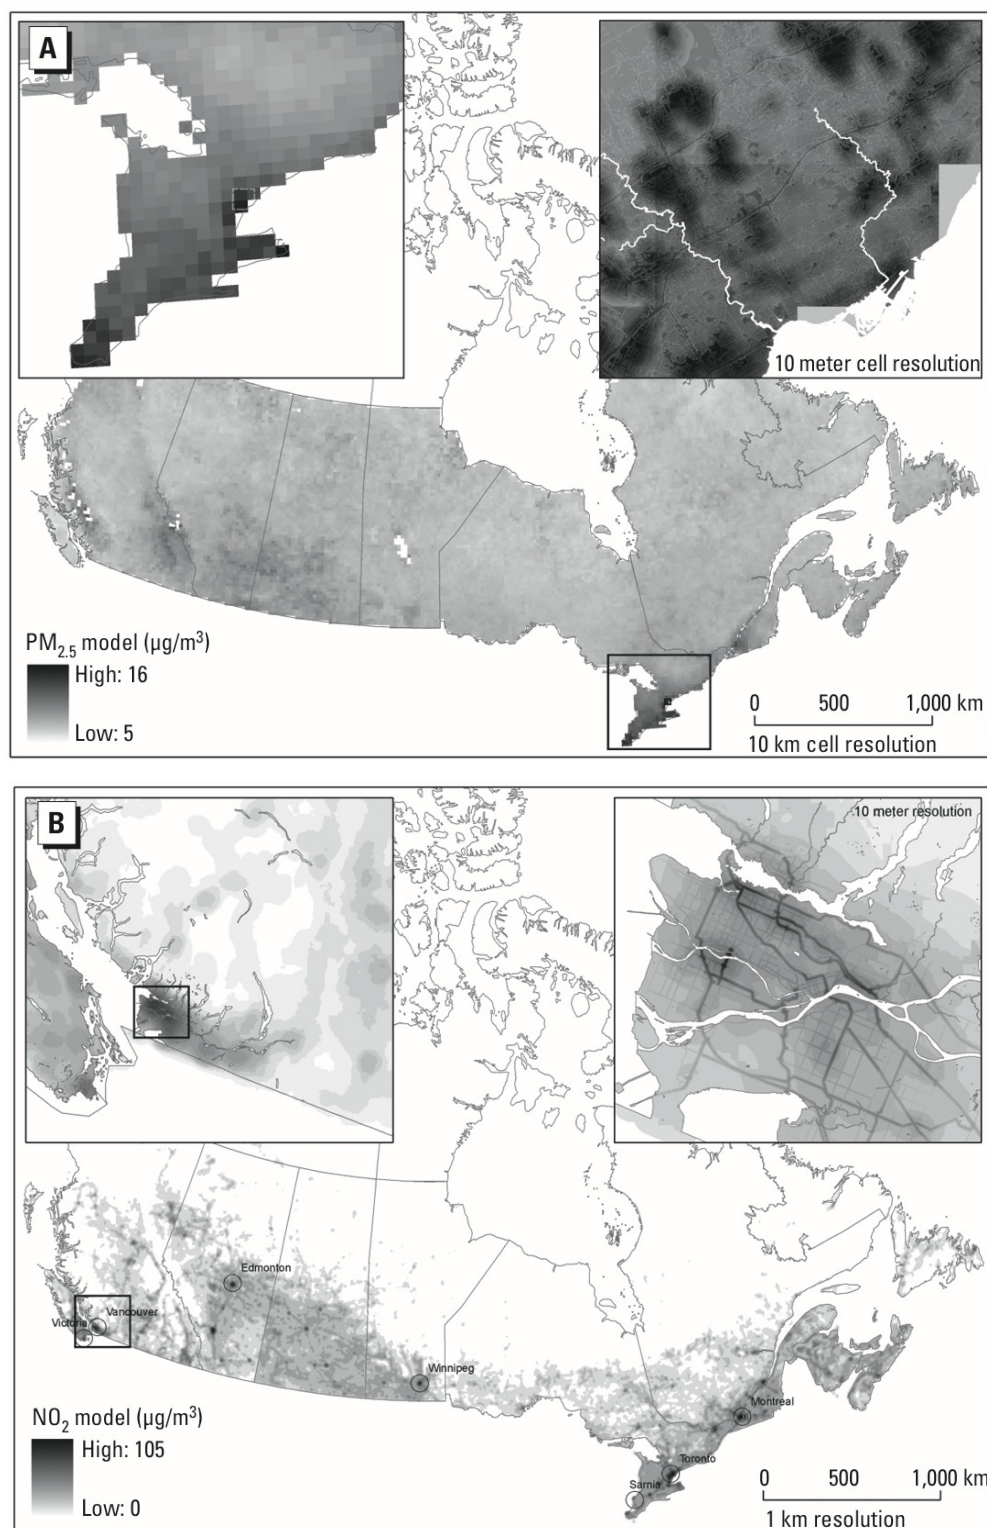 A
10 meter cell resolution
PM2.5 model (µg/m³)
High: 16
Low: 5
0 500 1,000 km
10 km cell resolution
B
10 meter resolution
Edmonton
Vancouver
Victoria
Winnipeg
Montreal
Toronto
Sarnia
NO2 model (µg/m³)
High: 105
Low: 0
0 500 1,000 km
1 km resolution